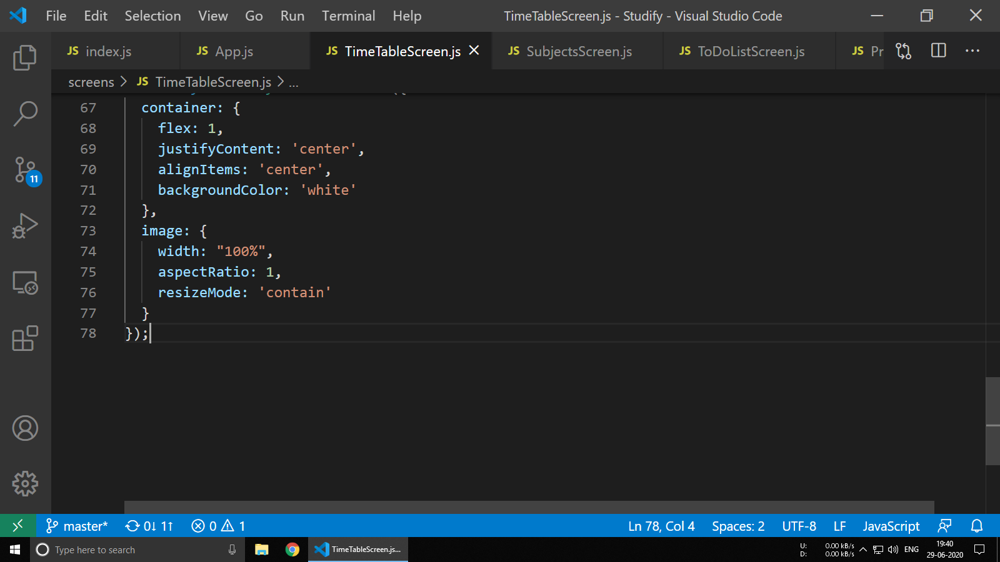 File Edit Selection View Go Run Terminal Help TimeTableScreen.js - Studify - Visual Studio Code
JS index.js JS App.js JS TimeTableScreen.js JS SubjectsScreen.js JS ToDoListScreen.js JS Pr
screens > JS TimeTableScreen.js > ...
67 container: {
68 flex: 1,
69 justifyContent: 'center',
70 alignItems: 'center',
71 backgroundColor: 'white'
72 },
73 image: {
74 width: "100%",
75 aspectRatio: 1,
76 resizeMode: 'contain'
77 }
78 });
11
master* 0↓ 1↑ 0 1 Ln 78, Col 4 Spaces: 2 UTF-8 LF JavaScript
Type here to search TimeTableScreen.js... U: 0.00 kB/s D: 0.00 kB/s ENG 19:40 29-06-2020